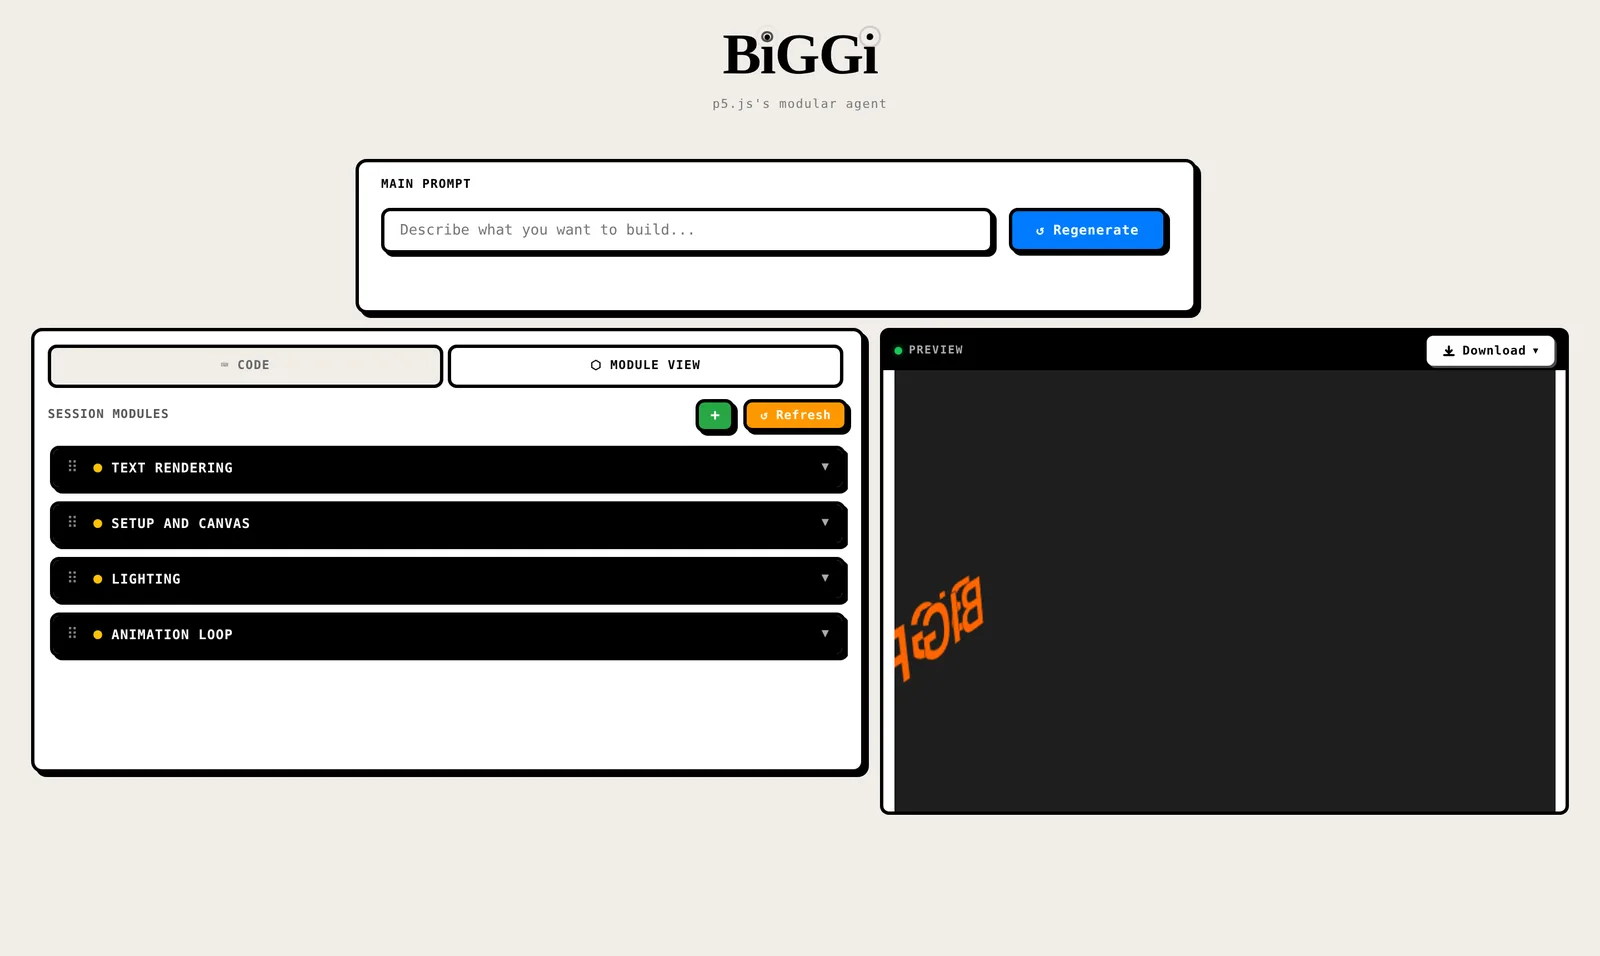 BiGGi
p5.js's modular agent
MAIN PROMPT
Describe what you want to build...
↺ Regenerate
CODE
MODULE VIEW
SESSION MODULES
+
↺ Refresh
TEXT RENDERING
SETUP AND CANVAS
LIGHTING
ANIMATION LOOP
PREVIEW
Download ▾